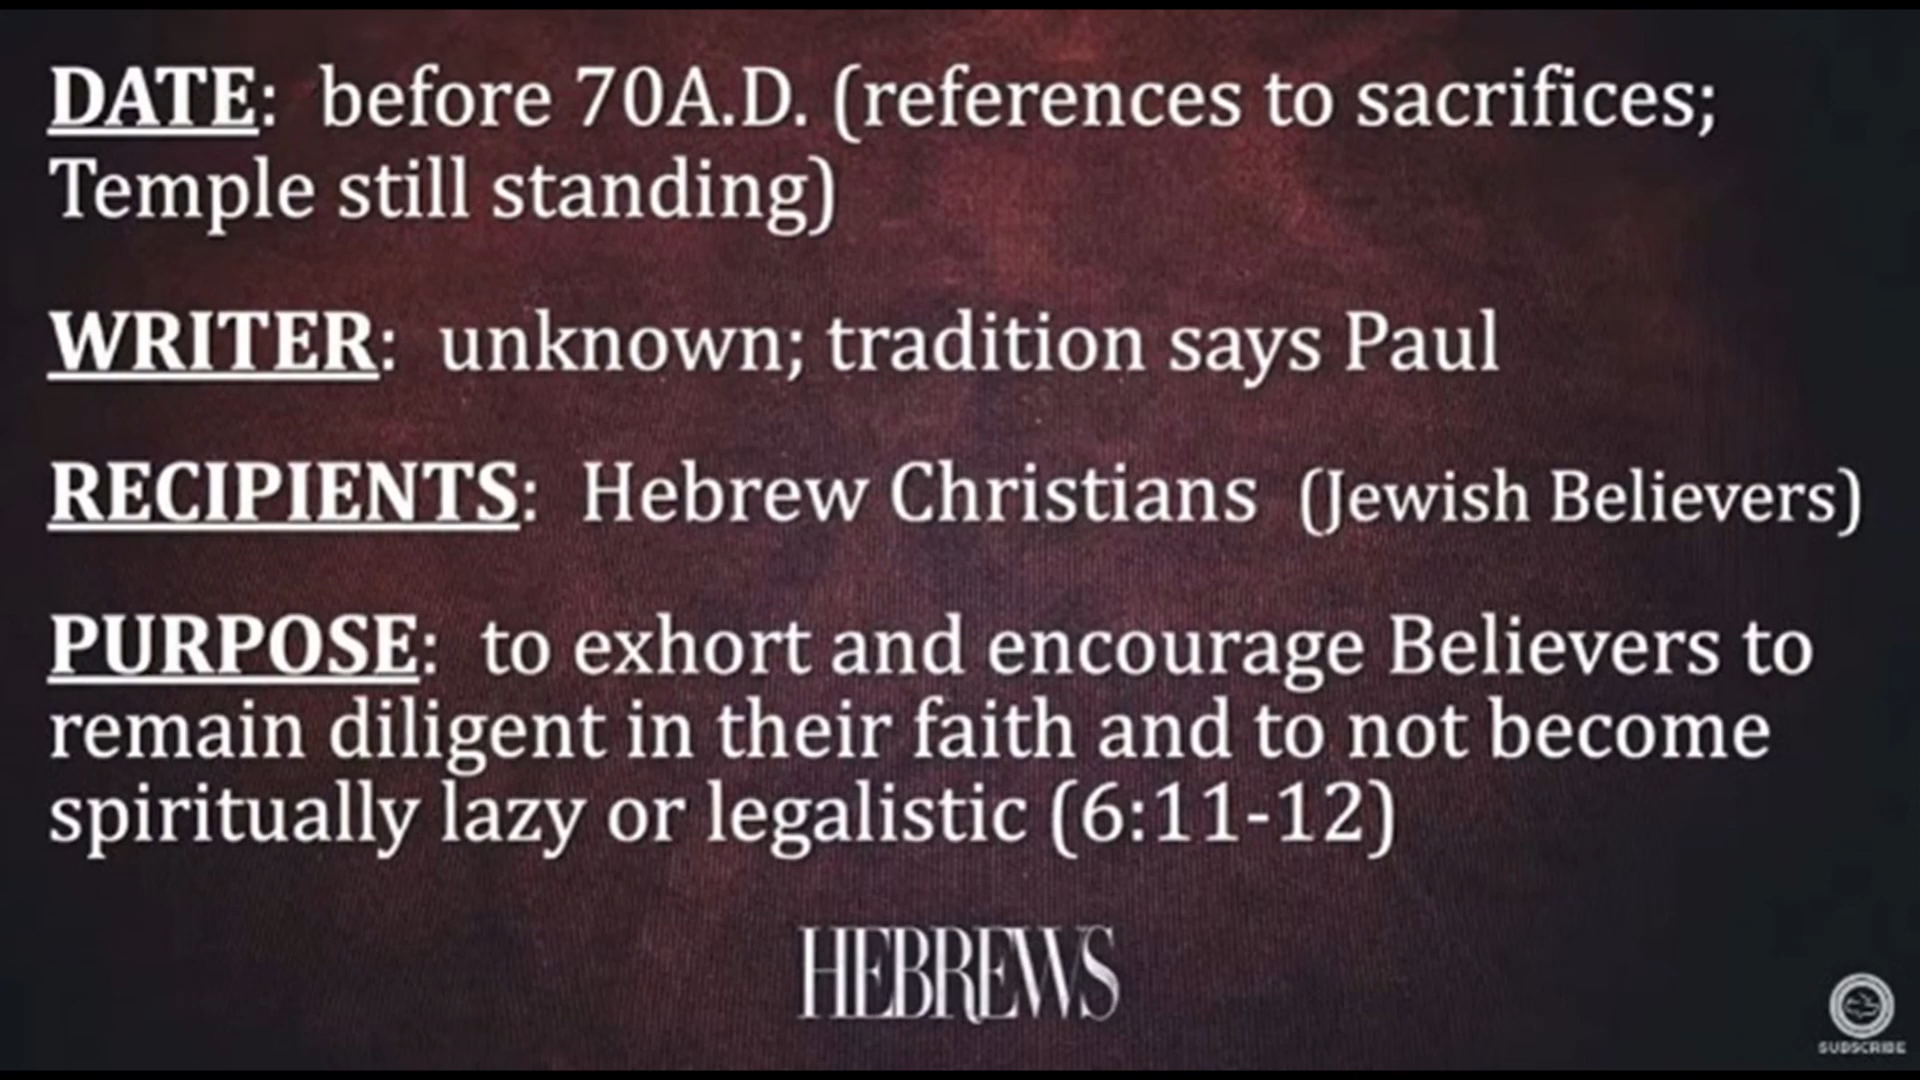 DATE: before 70A.D. (references to sacrifices;
Temple still standing)
WRITER: unknown; tradition says Paul
RECIPIENTS: Hebrew Christians (Jewish Believers)
PURPOSE: to exhort and encourage Believers to
remain diligent in their faith and to not become
spiritually lazy or legalistic (6:11-12)
HEBREWS
SUBSCRIBE